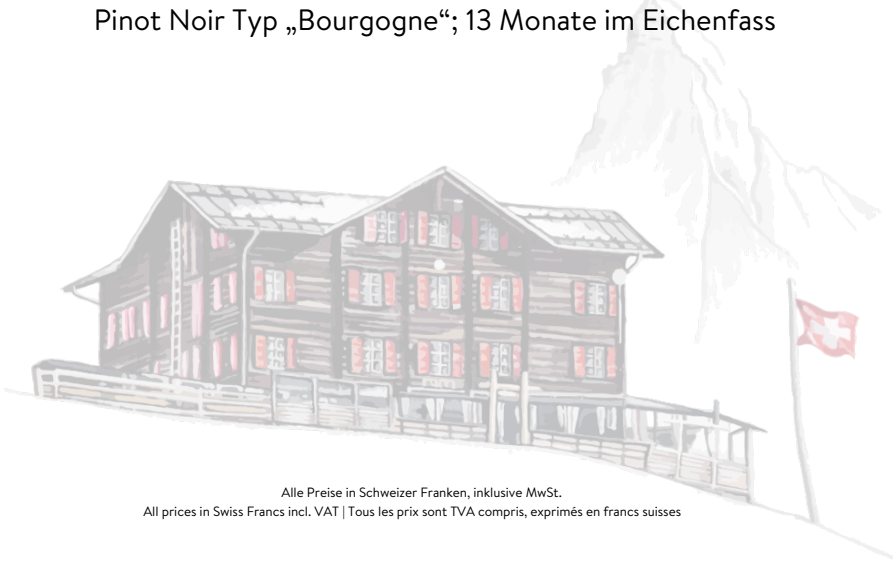 Pinot Noir Typ „Bourgogne“; 13 Monate im Eichenfass
Alle Preise in Schweizer Franken, inklusive MwSt.
All prices in Swiss Francs incl. VAT | Tous les prix sont TVA compris, exprimés en francs suisses